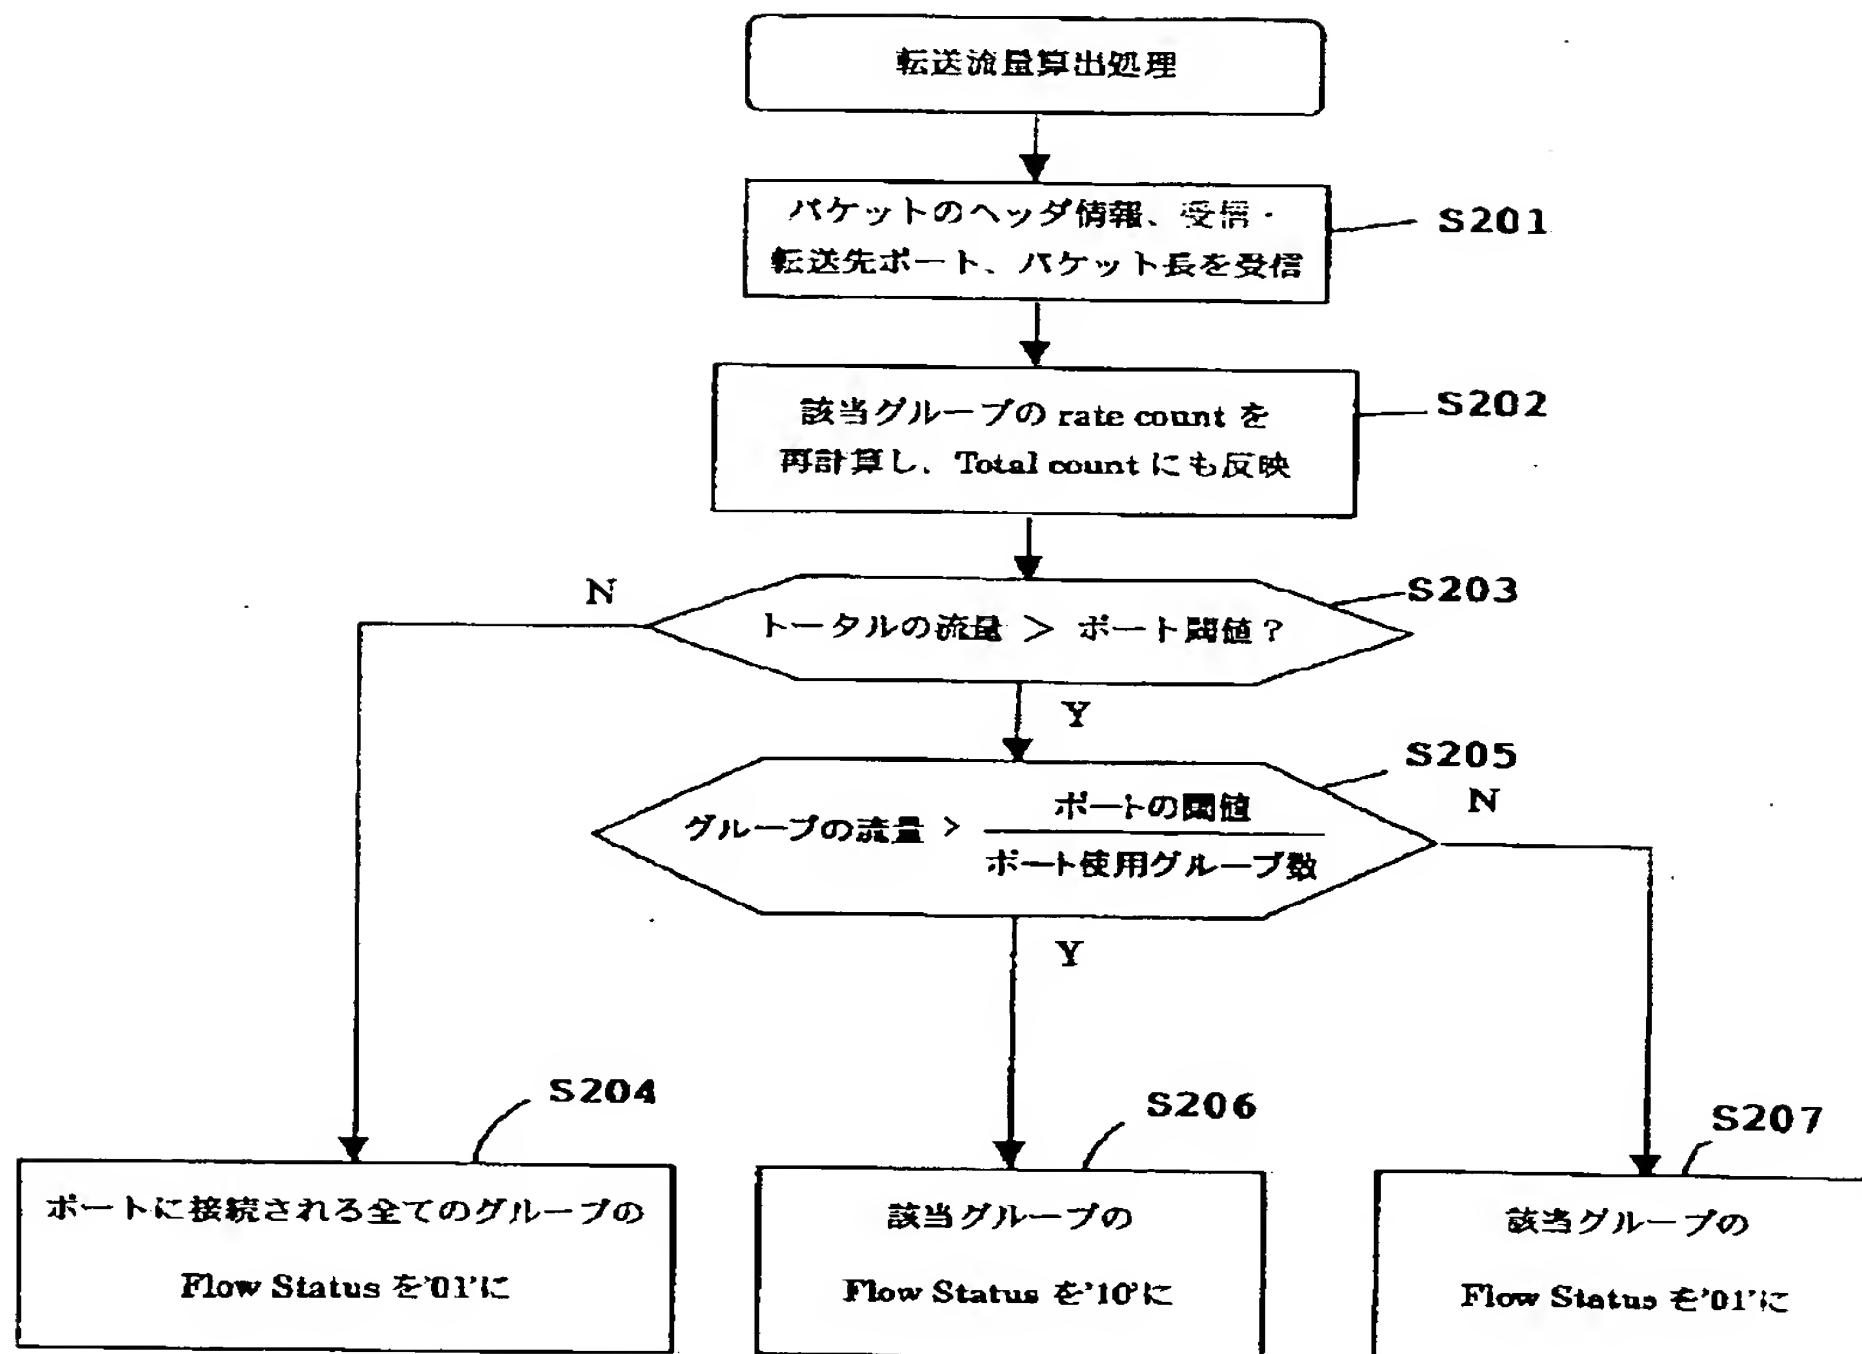 転送流量算出処理
パケットのヘッダ情報、受信・
転送先ポート、パケット長を受信
S201
該当グループの rate count を
再計算し、Total count にも反映
S202
N
トータルの流量 > ポート閾値？
S203
Y
グループの流量 >
ポートの閾値
ポート使用グループ数
S205
N
Y
S204
ポートに接続される全てのグループの
Flow Status を'01'に
S206
該当グループの
Flow Status を'10'に
S207
該当グループの
Flow Status を'01'に